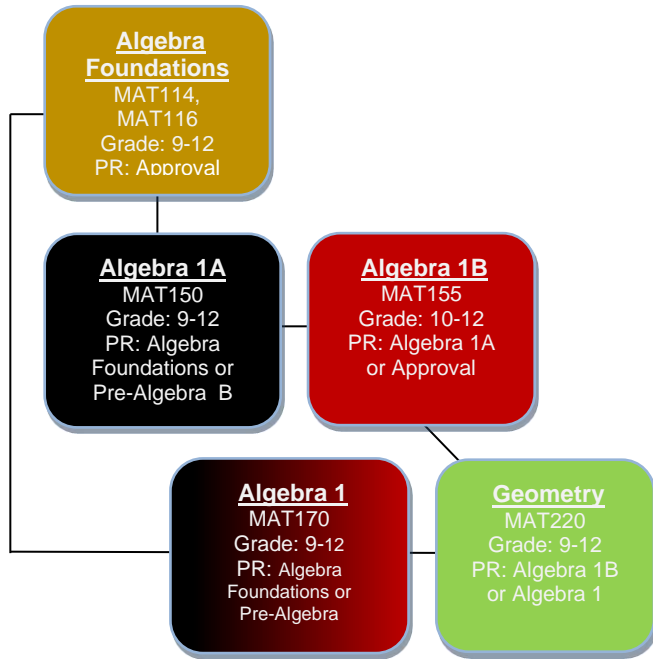 Algebra
Foundations
MAT114,
MAT116
Grade: 9-12
PR: Approval
Algebra 1A
MAT150
Grade: 9-12
PR: Algebra
Foundations or
Pre-Algebra B
Algebra 1B
MAT155
Grade: 10-12
PR: Algebra 1A
or Approval
Algebra 1
MAT170
Grade: 9-12
PR: Algebra
Foundations or
Pre-Algebra
Geometry
MAT220
Grade: 9-12
PR: Algebra 1B
or Algebra 1